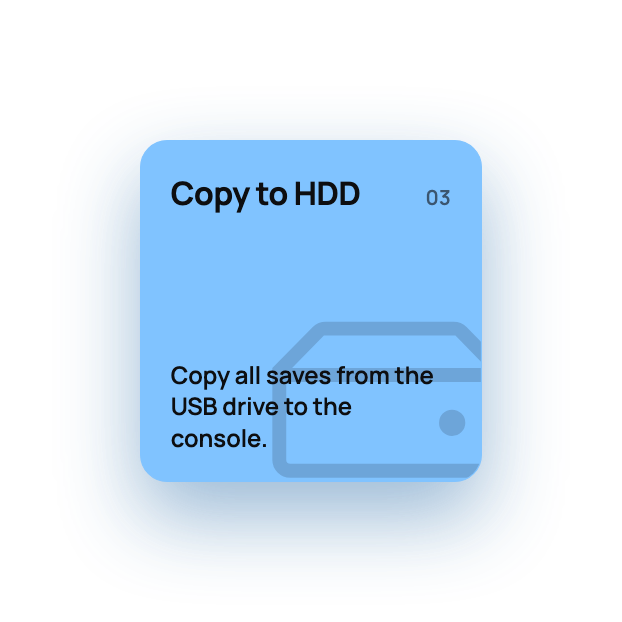 Copy to HDD
03
Copy all saves from the
USB drive to the
console.